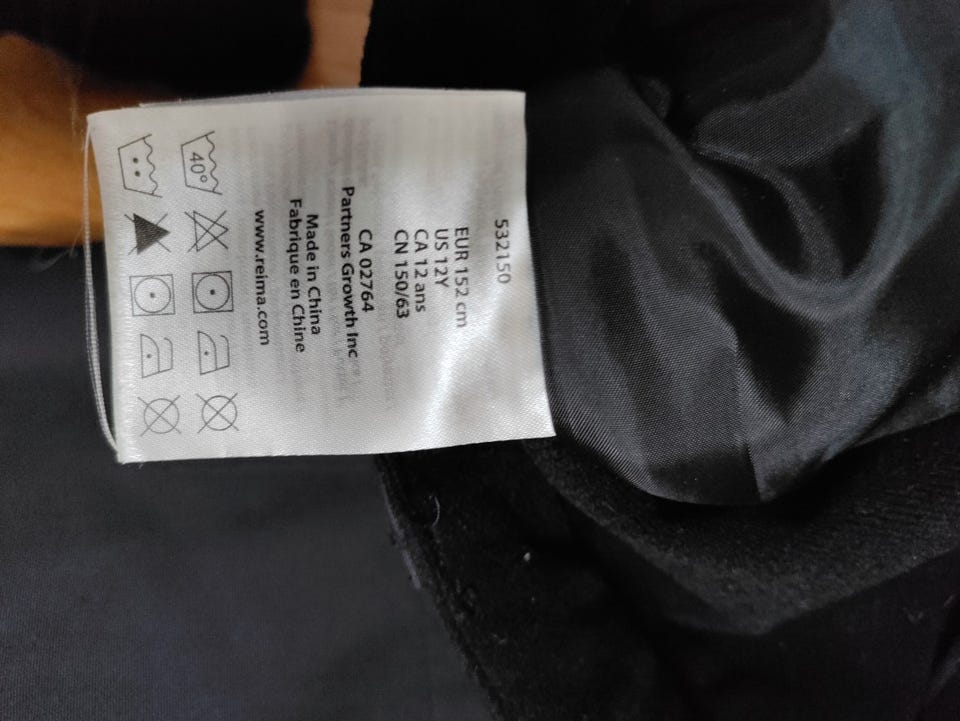 532150
EUR 152 cm
US 12Y
CA 12 ans
CN 150/63
CA 02764
Partners Growth Inc
Made in China
Fabrique en Chine
www.reima.com
40°